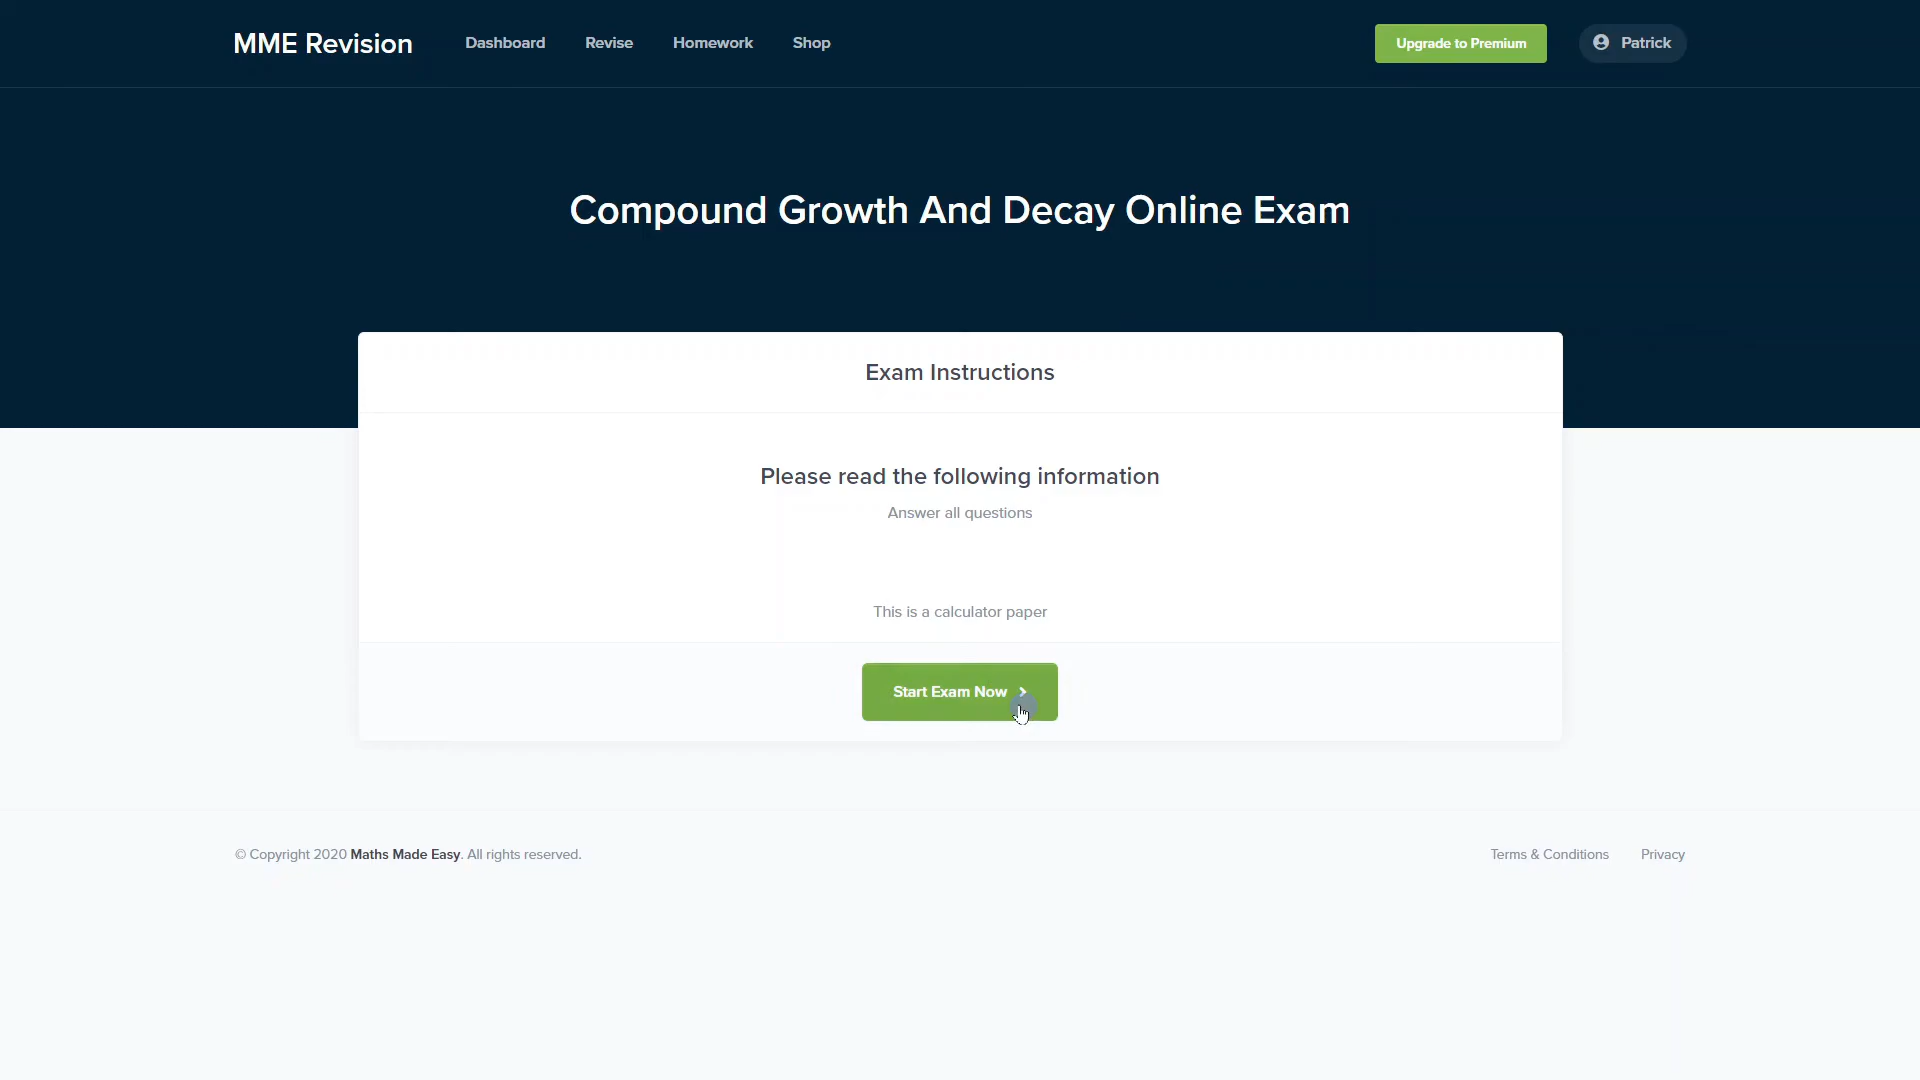 MME Revision
Dashboard
Revise
Homework
Shop
Upgrade to Premium
Patrick
Compound Growth And Decay Online Exam
Exam Instructions
Please read the following information
Answer all questions
This is a calculator paper
Start Exam Now
© Copyright 2020 Maths Made Easy. All rights reserved.
Terms & Conditions
Privacy